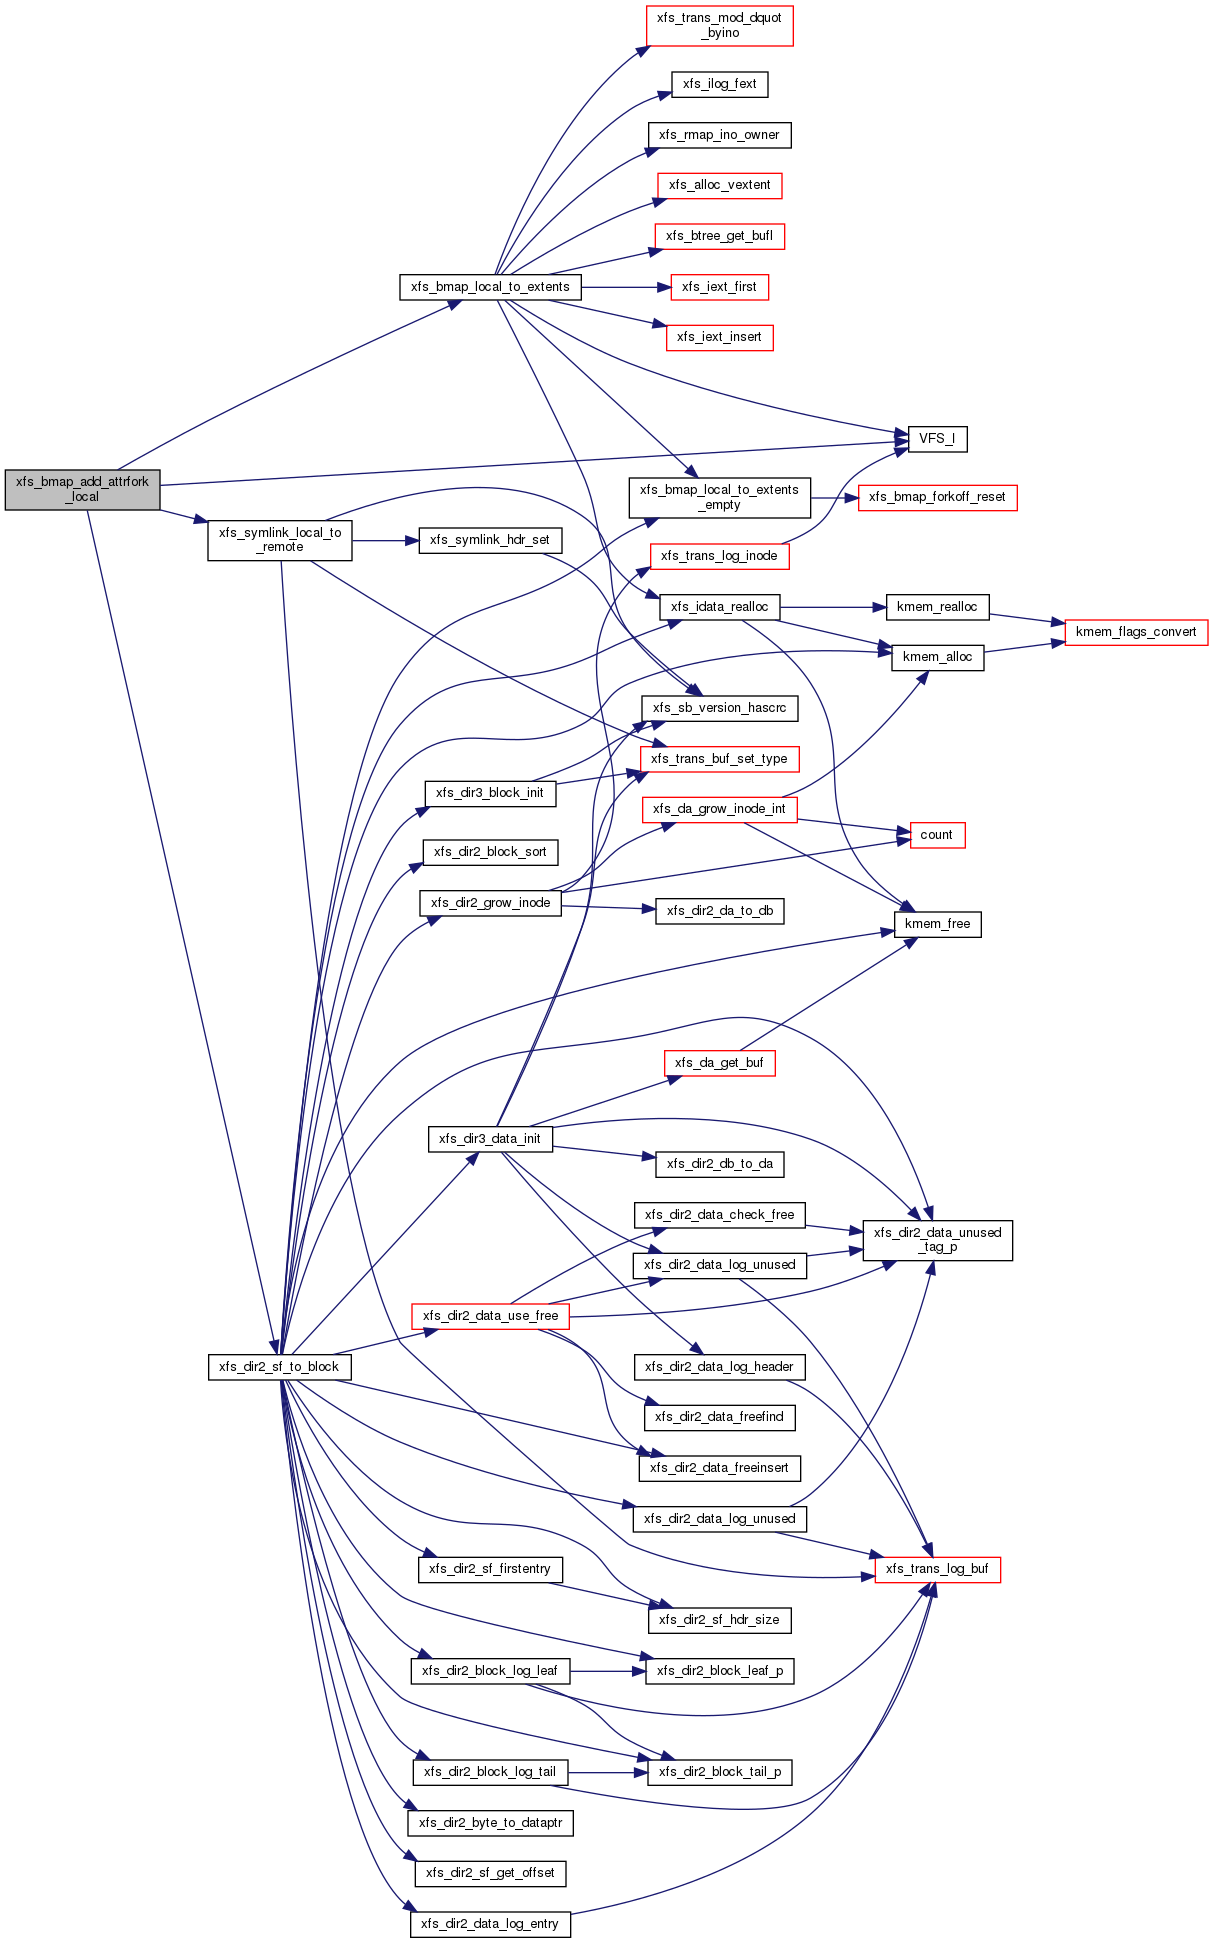 xfs_trans_mod_dquot
_byino
xfs_ilog_fext
xfs_rmap_ino_owner
xfs_alloc_vextent
xfs_btree_get_bufl
xfs_bmap_local_to_extents
xfs_iext_first
xfs_iext_insert
VFS_I
xfs_bmap_add_attrfork
_local
xfs_bmap_local_to_extents
_empty
xfs_bmap_forkoff_reset
xfs_symlink_local_to
_remote
xfs_symlink_hdr_set
xfs_trans_log_inode
xfs_idata_realloc
kmem_realloc
kmem_flags_convert
kmem_alloc
xfs_sb_version_hascrc
xfs_trans_buf_set_type
xfs_dir3_block_init
xfs_da_grow_inode_int
count
xfs_dir2_block_sort
xfs_dir2_grow_inode
xfs_dir2_da_to_db
kmem_free
xfs_da_get_buf
xfs_dir3_data_init
xfs_dir2_db_to_da
xfs_dir2_data_check_free
xfs_dir2_data_unused
_tag_p
xfs_dir2_data_log_unused
xfs_dir2_data_use_free
xfs_dir2_sf_to_block
xfs_dir2_data_log_header
xfs_dir2_data_freefind
xfs_dir2_data_freeinsert
xfs_dir2_data_log_unused
xfs_dir2_sf_firstentry
xfs_trans_log_buf
xfs_dir2_sf_hdr_size
xfs_dir2_block_log_leaf
xfs_dir2_block_leaf_p
xfs_dir2_block_log_tail
xfs_dir2_block_tail_p
xfs_dir2_byte_to_dataptr
xfs_dir2_sf_get_offset
xfs_dir2_data_log_entry